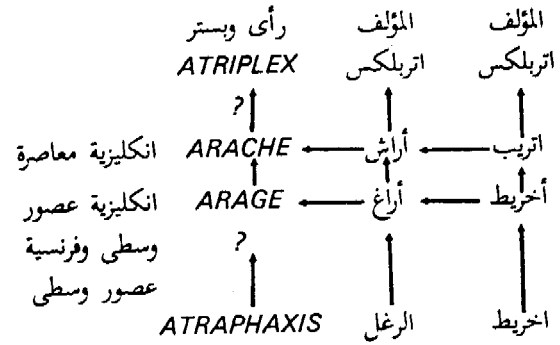 المؤلف المؤلف رأى وبستر
اتربلكس اتربلكس ATRIPLEX
?
اتريب أراش ARACHE انكليزية معاصرة
أخريط أراغ ARAGE انكليزية عصور
? وسطى وفرنسية
عصور وسطى
اخريط الرغل ATRAPHAXIS